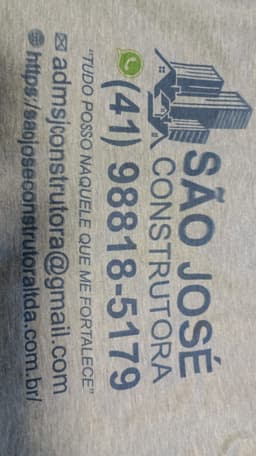 SÃO JOSÉ
CONSTRUTORA
(41) 98818-5179
"TUDO POSSO NAQUELE QUE ME FORTALECE"
admsjconstrutora@gmail.com
https://saojoseconstrutoraltda.com.br/